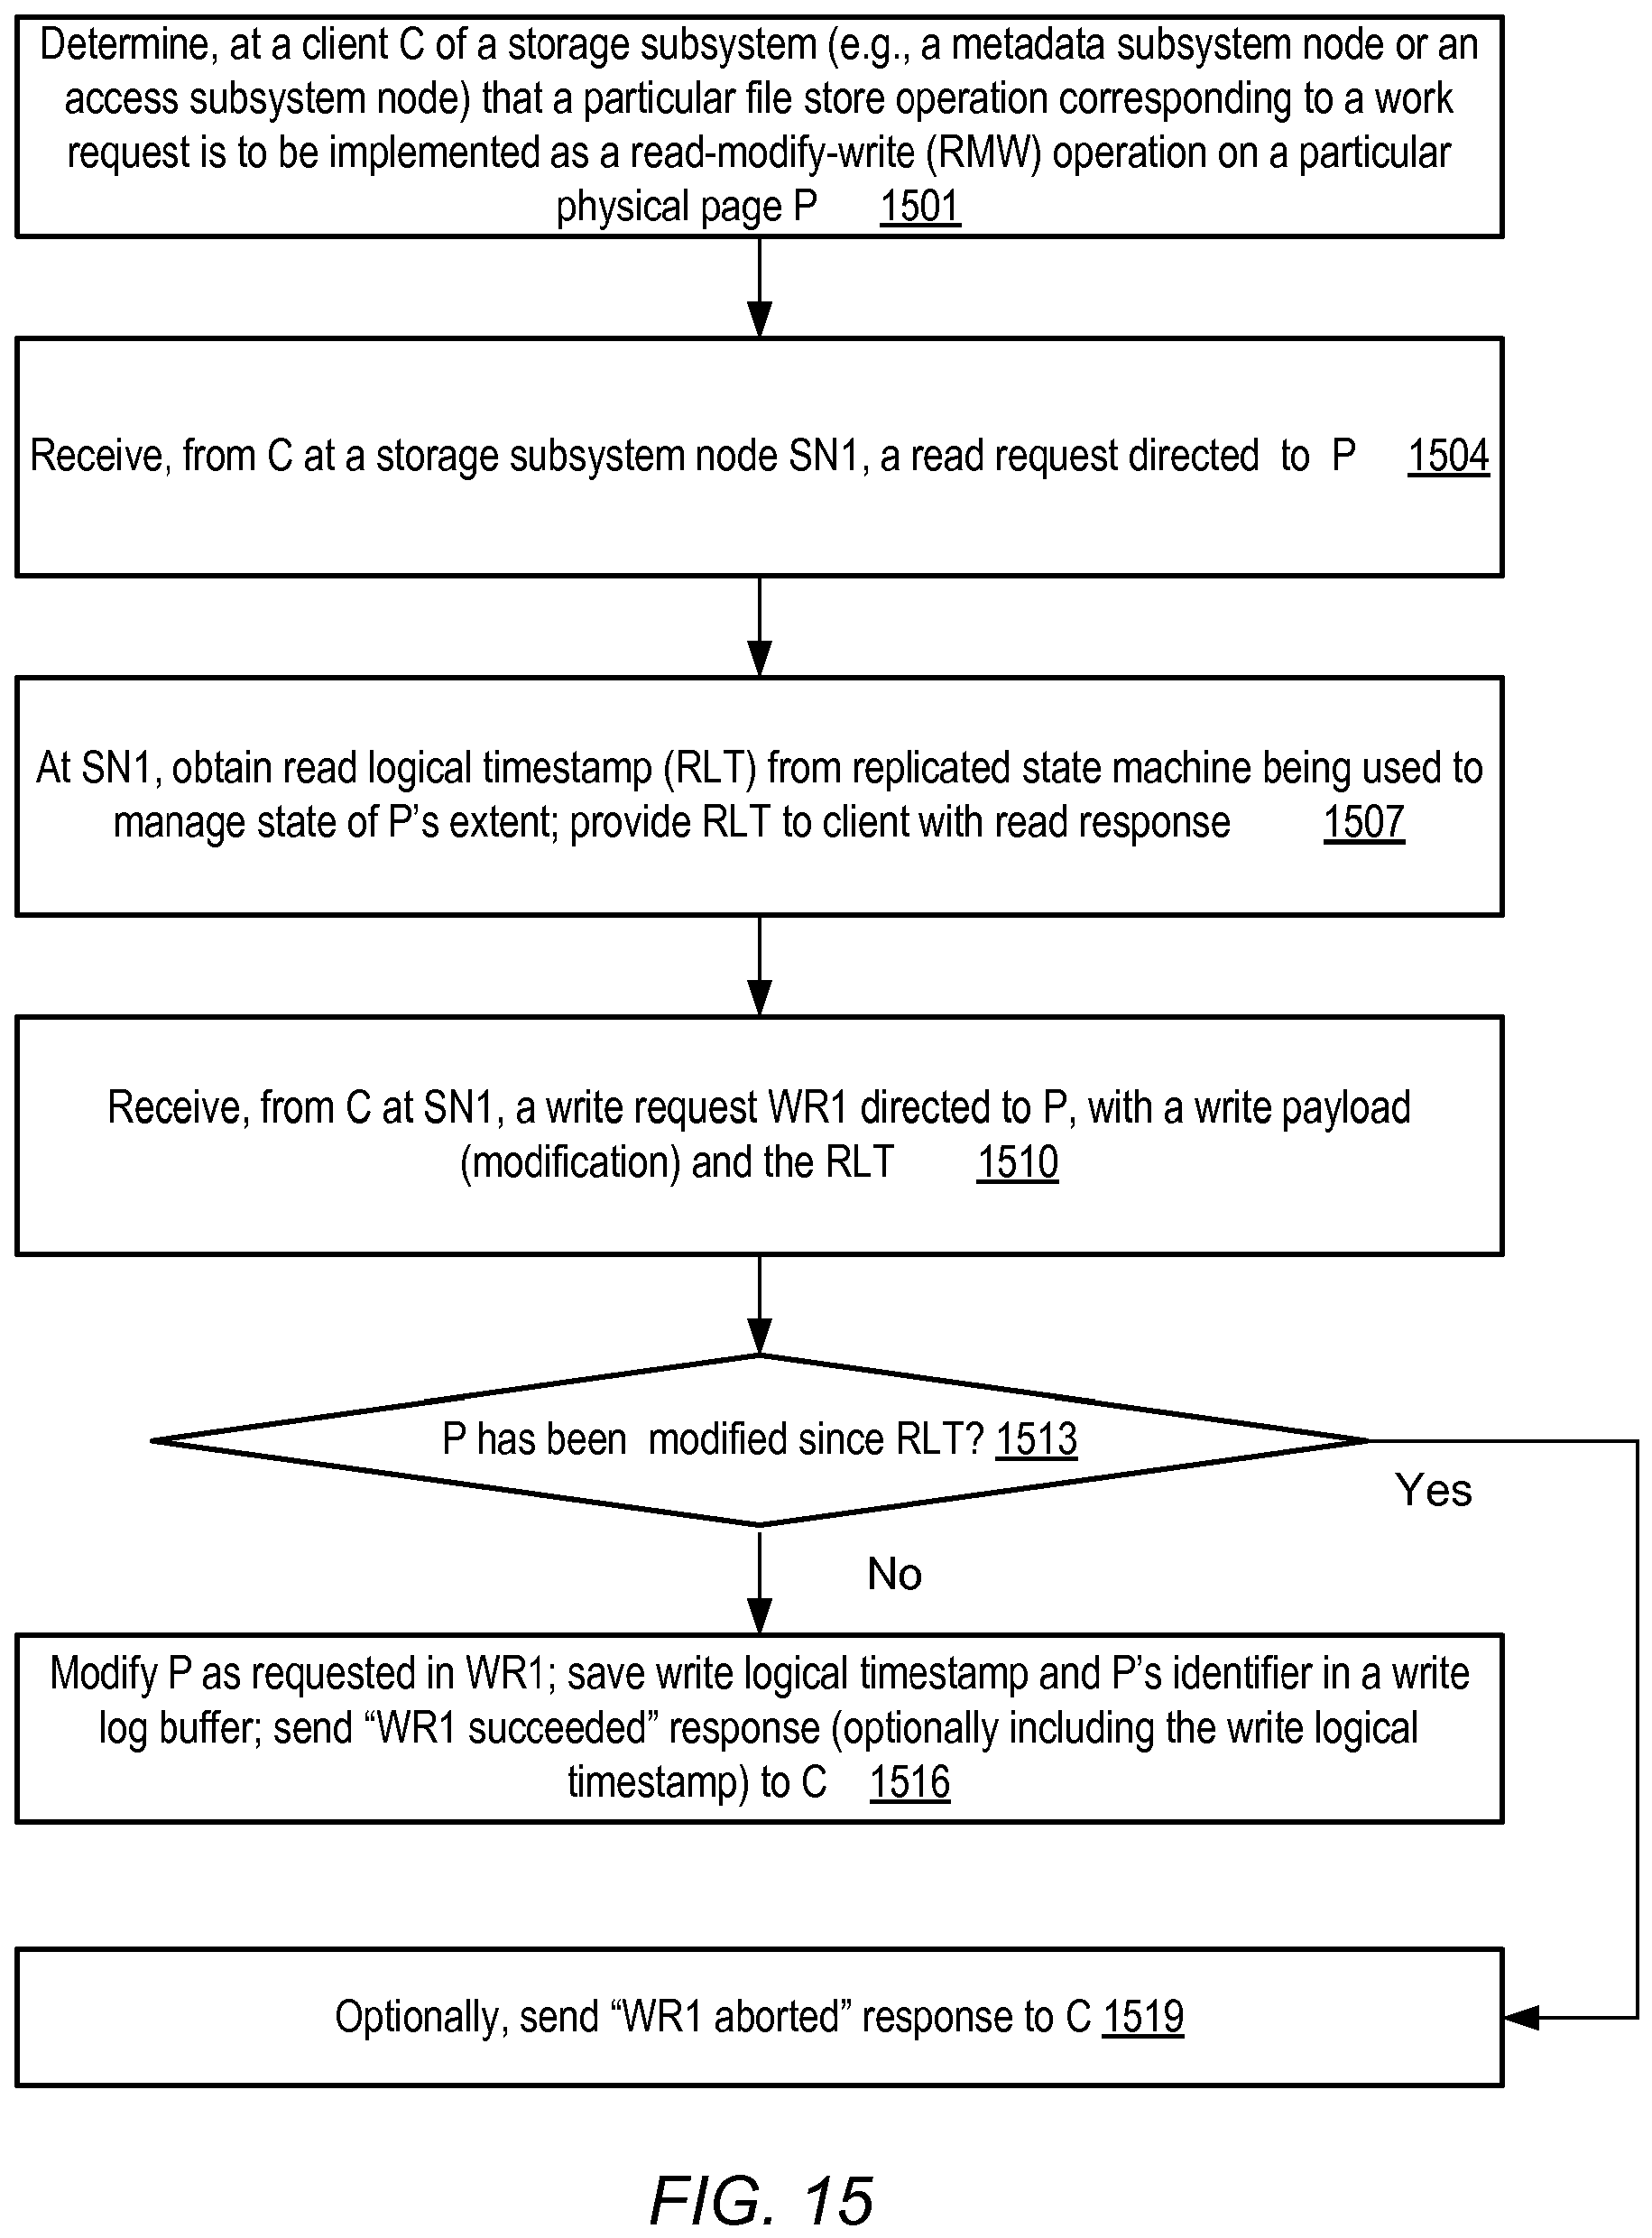 Determine, at a client C of a storage subsystem (e.g., a metadata subsystem node or an
access subsystem node) that a particular file store operation corresponding to a work
request is to be implemented as a read-modify-write (RMW) operation on a particular
physical page P 1501
Receive, from C at a storage subsystem node SN1, a read request directed to P 1504
At SN1, obtain read logical timestamp (RLT) from replicated state machine being used to
manage state of P’s extent; provide RLT to client with read response 1507
Receive, from C at SN1, a write request WR1 directed to P, with a write payload
(modification) and the RLT 1510
P has been modified since RLT? 1513
Yes
No
Modify P as requested in WR1; save write logical timestamp and P’s identifier in a write
log buffer; send “WR1 succeeded” response (optionally including the write logical
timestamp) to C 1516
Optionally, send “WR1 aborted” response to C 1519
FIG. 15